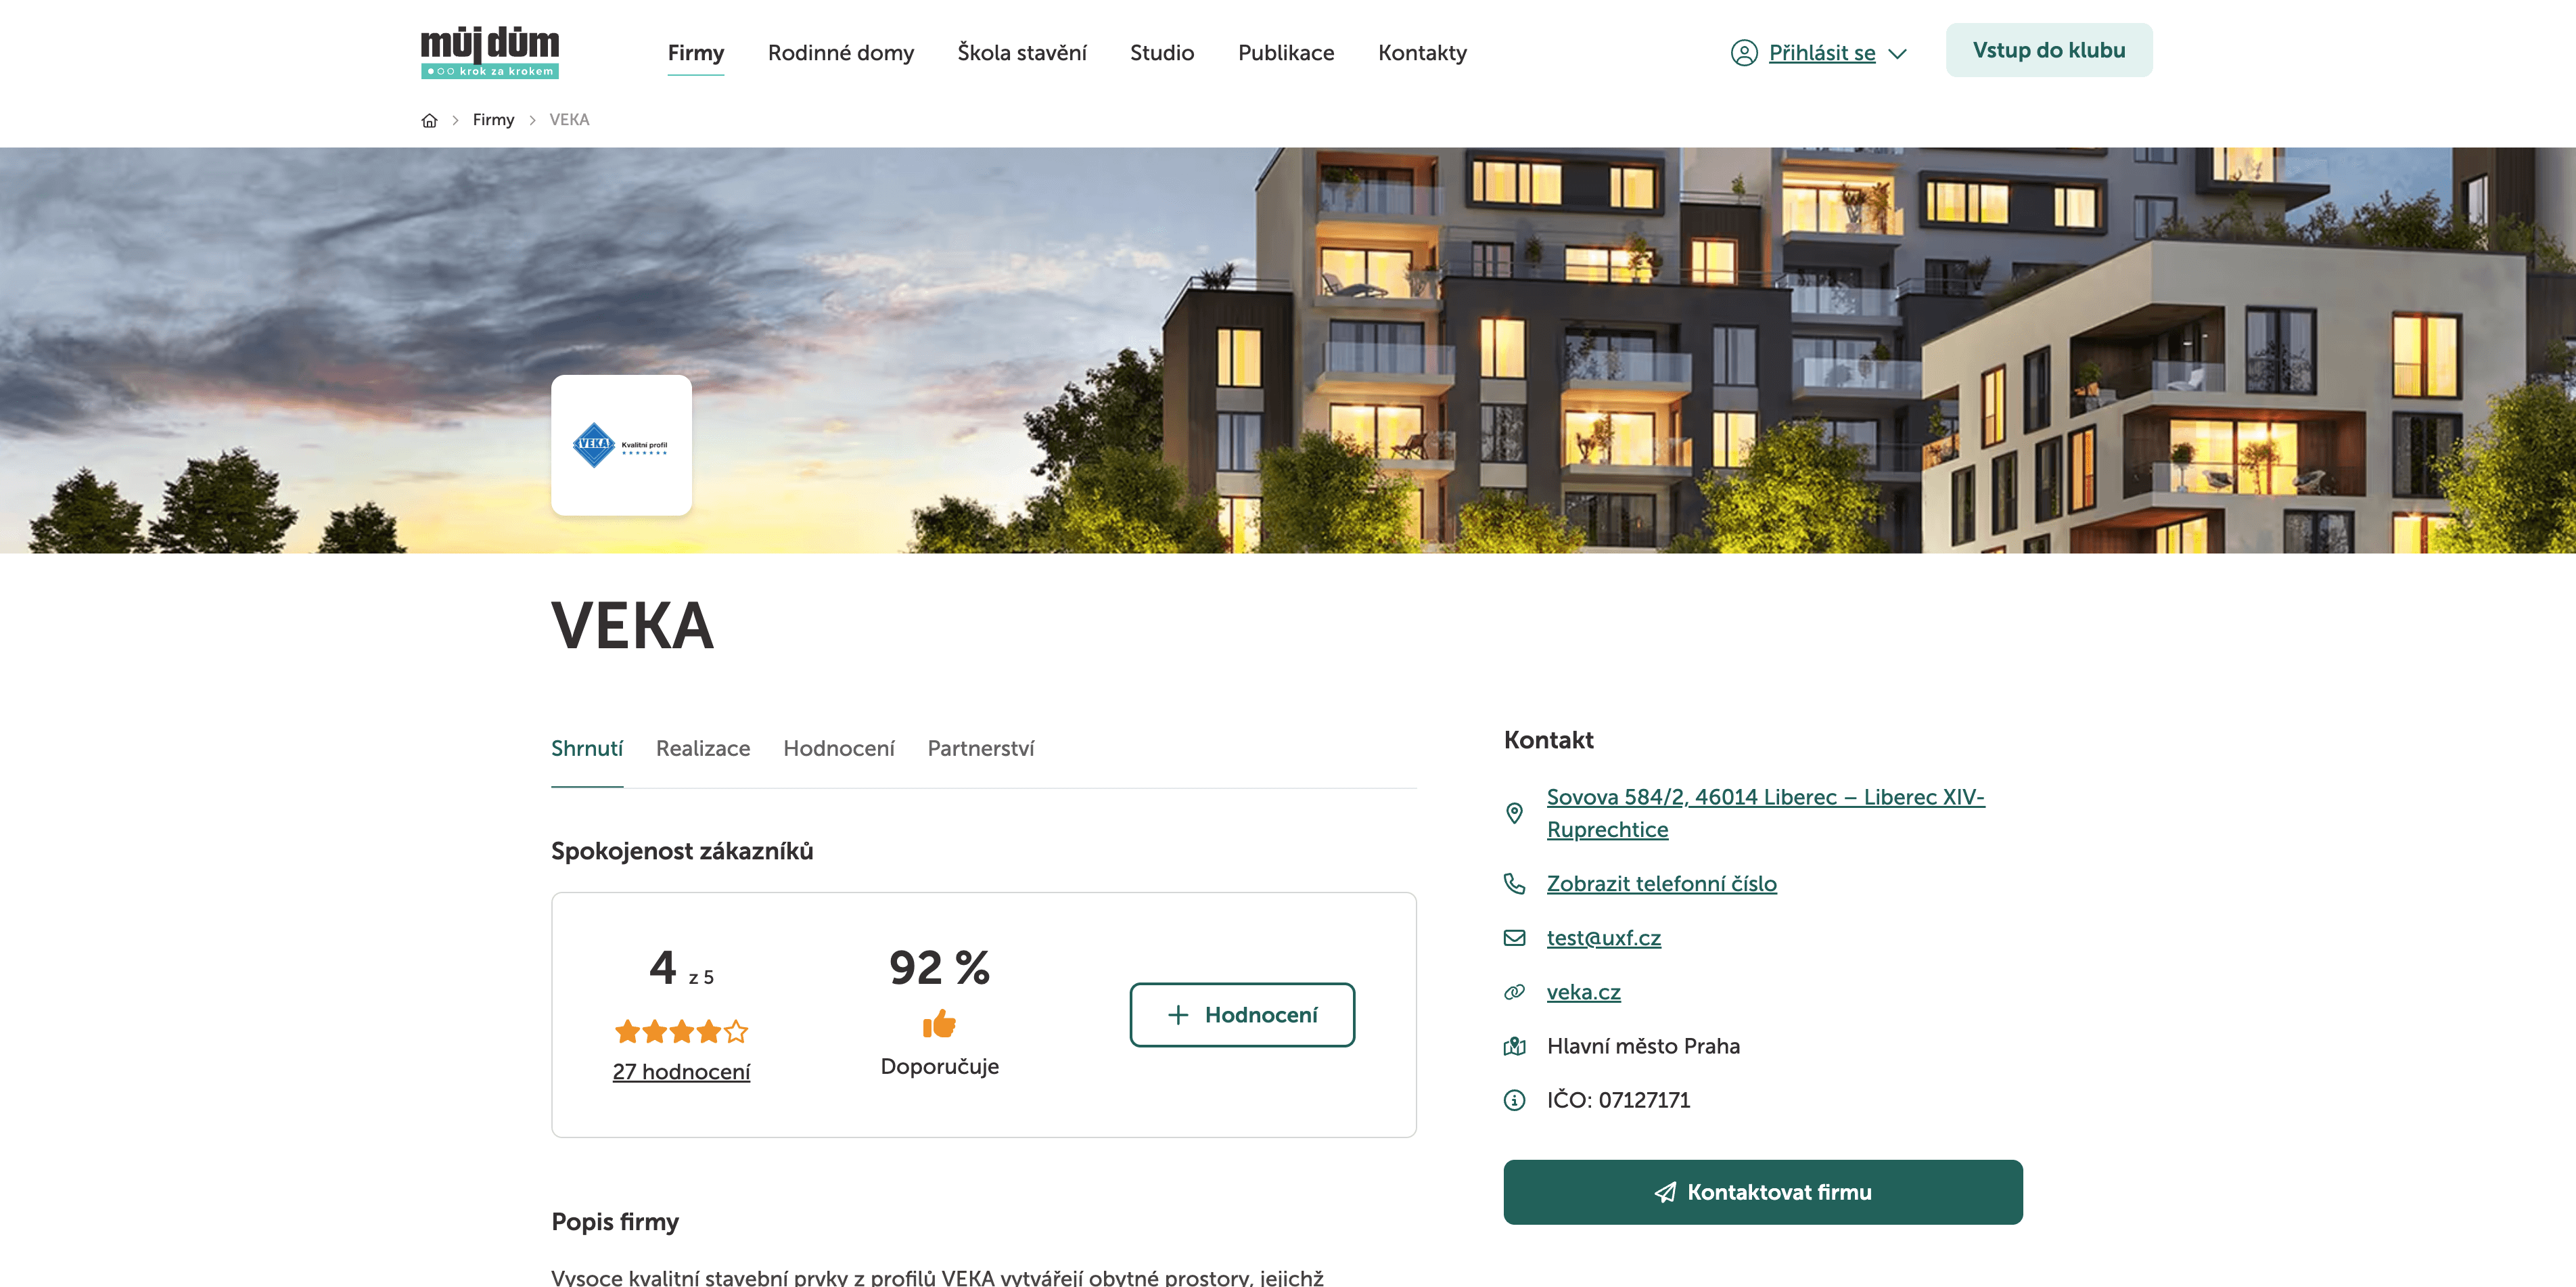 můj dům
krok za krokem
Firmy
Rodinné domy
Škola stavění
Studio
Publikace
Kontakty
Přihlásit se
Vstup do klubu
Firmy
VEKA
VEKA
Kvalitní profil
VEKA
Shrnutí
Realizace
Hodnocení
Partnerství
Spokojenost zákazníků
4 z 5
27 hodnocení
92 %
Doporučuje
Hodnocení
Popis firmy
Vysoce kvalitní stavební prvky z profilů VEKA vytvářejí obytné prostory, jejichž
Kontakt
Sovova 584/2, 46014 Liberec – Liberec XIV-
Ruprechtice
Zobrazit telefonní číslo
test@uxf.cz
veka.cz
Hlavní město Praha
IČO: 07127171
Kontaktovat firmu